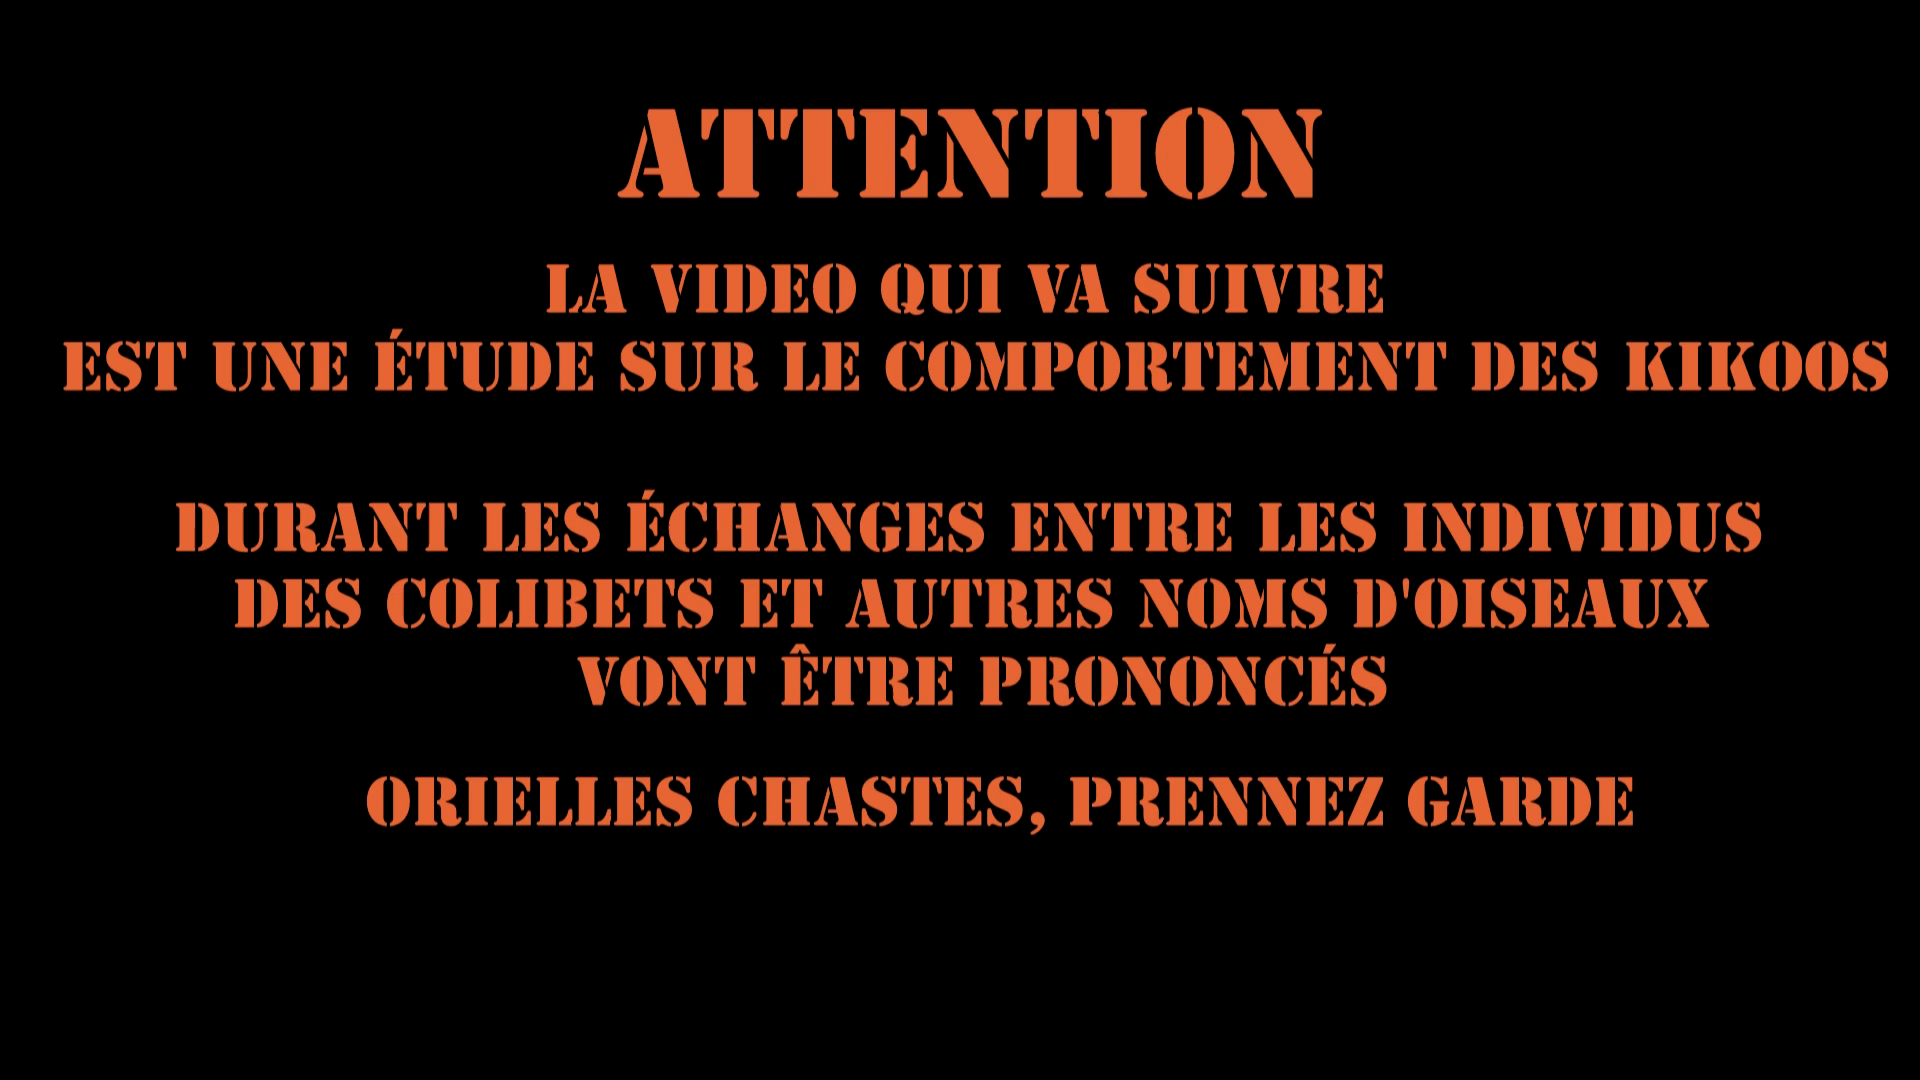 ATTENTION
LA VIDEO QUI VA SUIVRE
EST UNE ÉTUDE SUR LE COMPORTEMENT DES KIKOOS
DURANT LES ÉCHANGES ENTRE LES INDIVIDUS
DES COLIBETS ET AUTRES NOMS D'OISEAUX
VONT ÊTRE PRONONCÉS
ORIELLES CHASTES, PRENNEZ GARDE